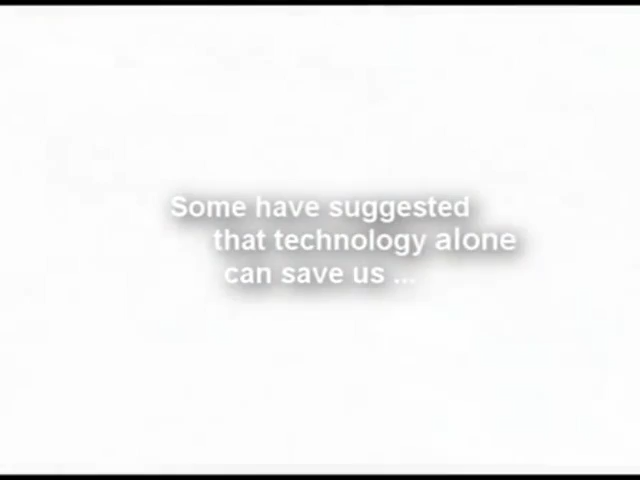 Some have suggested
that technology alone
can save us ...